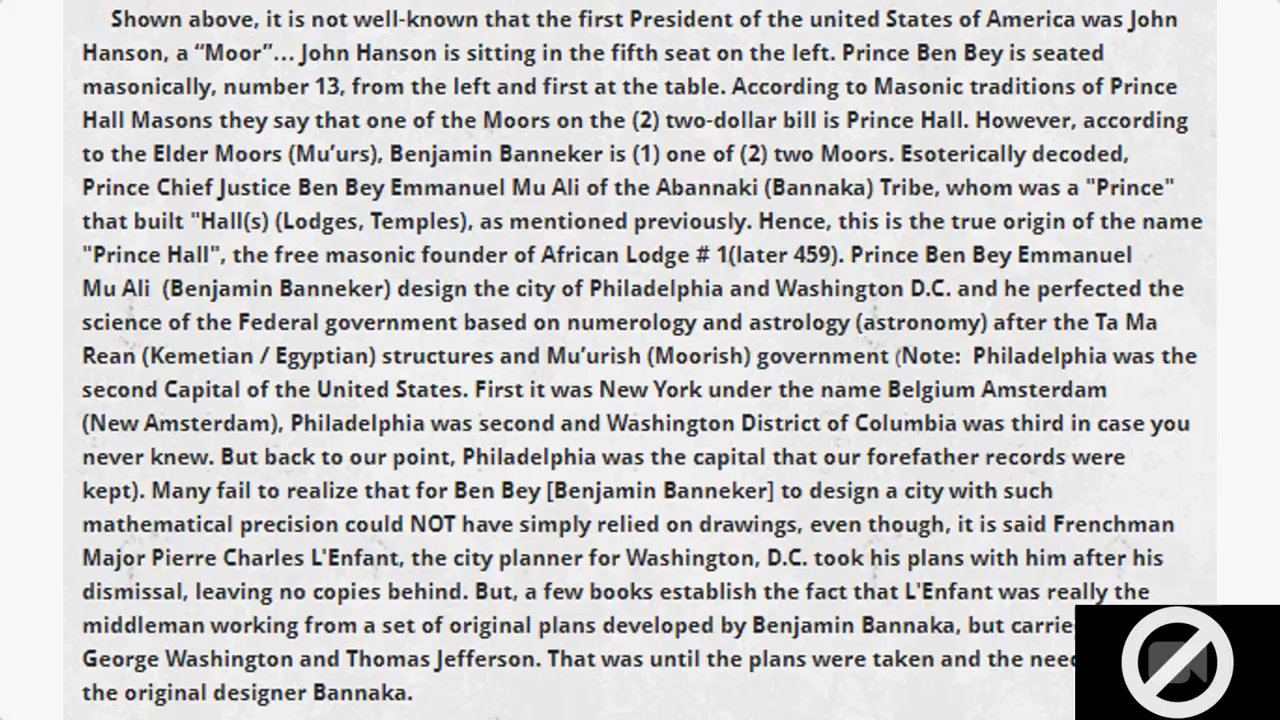 Shown above, it is not well-known that the first President of the united States of America was John
Hanson, a “Moor”... John Hanson is sitting in the fifth seat on the left. Prince Ben Bey is seated
masonically, number 13, from the left and first at the table. According to Masonic traditions of Prince
Hall Masons they say that one of the Moors on the (2) two-dollar bill is Prince Hall. However, according
to the Elder Moors (Mu’urs), Benjamin Banneker is (1) one of (2) two Moors. Esoterically decoded,
Prince Chief Justice Ben Bey Emmanuel Mu Ali of the Abannaki (Bannaka) Tribe, whom was a "Prince"
that built "Hall(s) (Lodges, Temples), as mentioned previously. Hence, this is the true origin of the name
"Prince Hall", the free masonic founder of African Lodge # 1(later 459). Prince Ben Bey Emmanuel
Mu Ali (Benjamin Banneker) design the city of Philadelphia and Washington D.C. and he perfected the
science of the Federal government based on numerology and astrology (astronomy) after the Ta Ma
Rean (Kemetian / Egyptian) structures and Mu’urish (Moorish) government (Note: Philadelphia was the
second Capital of the United States. First it was New York under the name Belgium Amsterdam
(New Amsterdam), Philadelphia was second and Washington District of Columbia was third in case you
never knew. But back to our point, Philadelphia was the capital that our forefather records were
kept). Many fail to realize that for Ben Bey [Benjamin Banneker] to design a city with such
mathematical precision could NOT have simply relied on drawings, even though, it is said Frenchman
Major Pierre Charles L'Enfant, the city planner for Washington, D.C. took his plans with him after his
dismissal, leaving no copies behind. But, a few books establish the fact that L'Enfant was really the
middleman working from a set of original plans developed by Benjamin Bannaka, but
George Washington and Thomas Jefferson. That was until the plans were taken and the
the original designer Bannaka.